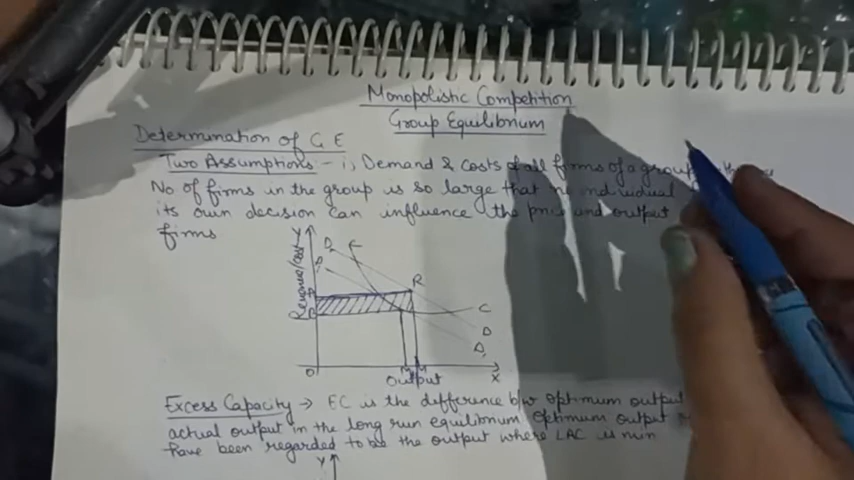 Monopolistic Competition
Group Equilibrium
Determination of G E
Two Assumptions :- i, Demand & costs of all firms of a group
No of firms in the group is so large that no individual
its own decision can influence the price and output
firms
Y
D
R
C
D
D,
O
Output
X
Excess Capacity → EC is the difference b/w optimum output
actual output in the long run equilibrium. Optimum output
have been regarded to be the output where LAC is min
Y